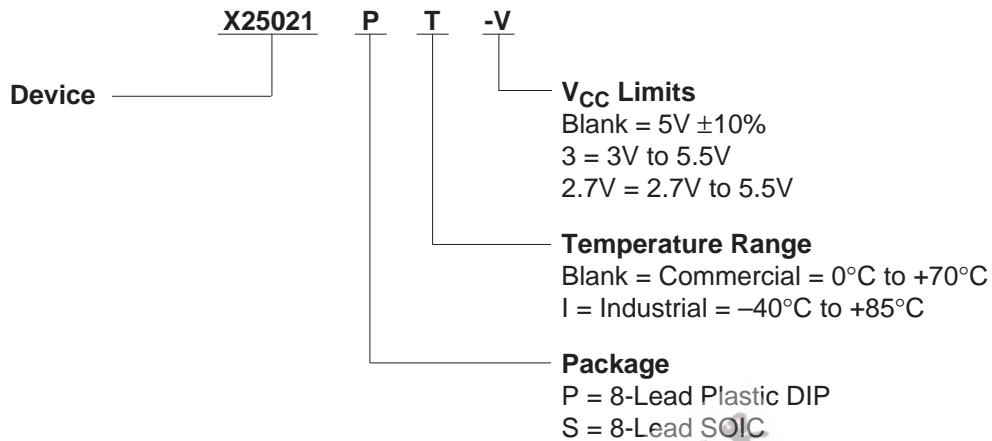 X25021 P T -V
Device
VCC Limits
Blank = 5V ±10%
3 = 3V to 5.5V
2.7V = 2.7V to 5.5V
Temperature Range
Blank = Commercial = 0°C to +70°C
I = Industrial = –40°C to +85°C
Package
P = 8-Lead Plastic DIP
S = 8-Lead SOIC